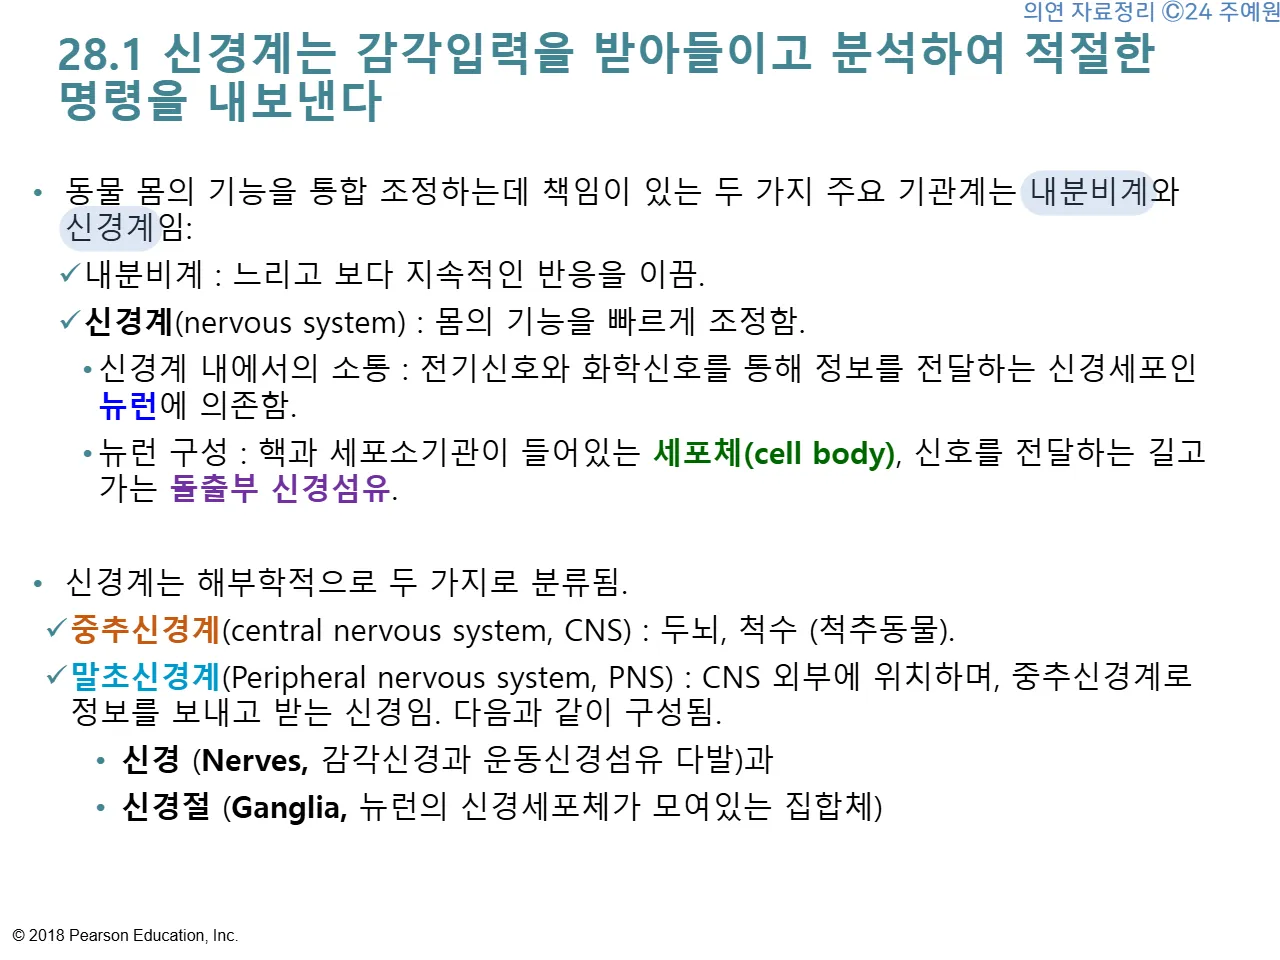 의연 자료정리 ©24 주예원
28.1 신경계는 감각입력을 받아들이고 분석하여 적절한
명령을 내보낸다
• 동물 몸의 기능을 통합 조정하는데 책임이 있는 두 가지 주요 기관계는 내분비계와
신경계임:
✓내분비계 : 느리고 보다 지속적인 반응을 이끔.
✓신경계(nervous system) : 몸의 기능을 빠르게 조정함.
• 신경계 내에서의 소통 : 전기신호와 화학신호를 통해 정보를 전달하는 신경세포인
뉴런에 의존함.
• 뉴런 구성 : 핵과 세포소기관이 들어있는 세포체(cell body), 신호를 전달하는 길고
가는 돌출부 신경섬유.
• 신경계는 해부학적으로 두 가지로 분류됨.
✓중추신경계(central nervous system, CNS) : 두뇌, 척수 (척추동물).
✓말초신경계(Peripheral nervous system, PNS) : CNS 외부에 위치하며, 중추신경계로
정보를 보내고 받는 신경임. 다음과 같이 구성됨.
• 신경 (Nerves, 감각신경과 운동신경섬유 다발)과
• 신경절 (Ganglia, 뉴런의 신경세포체가 모여있는 집합체)
© 2018 Pearson Education, Inc.